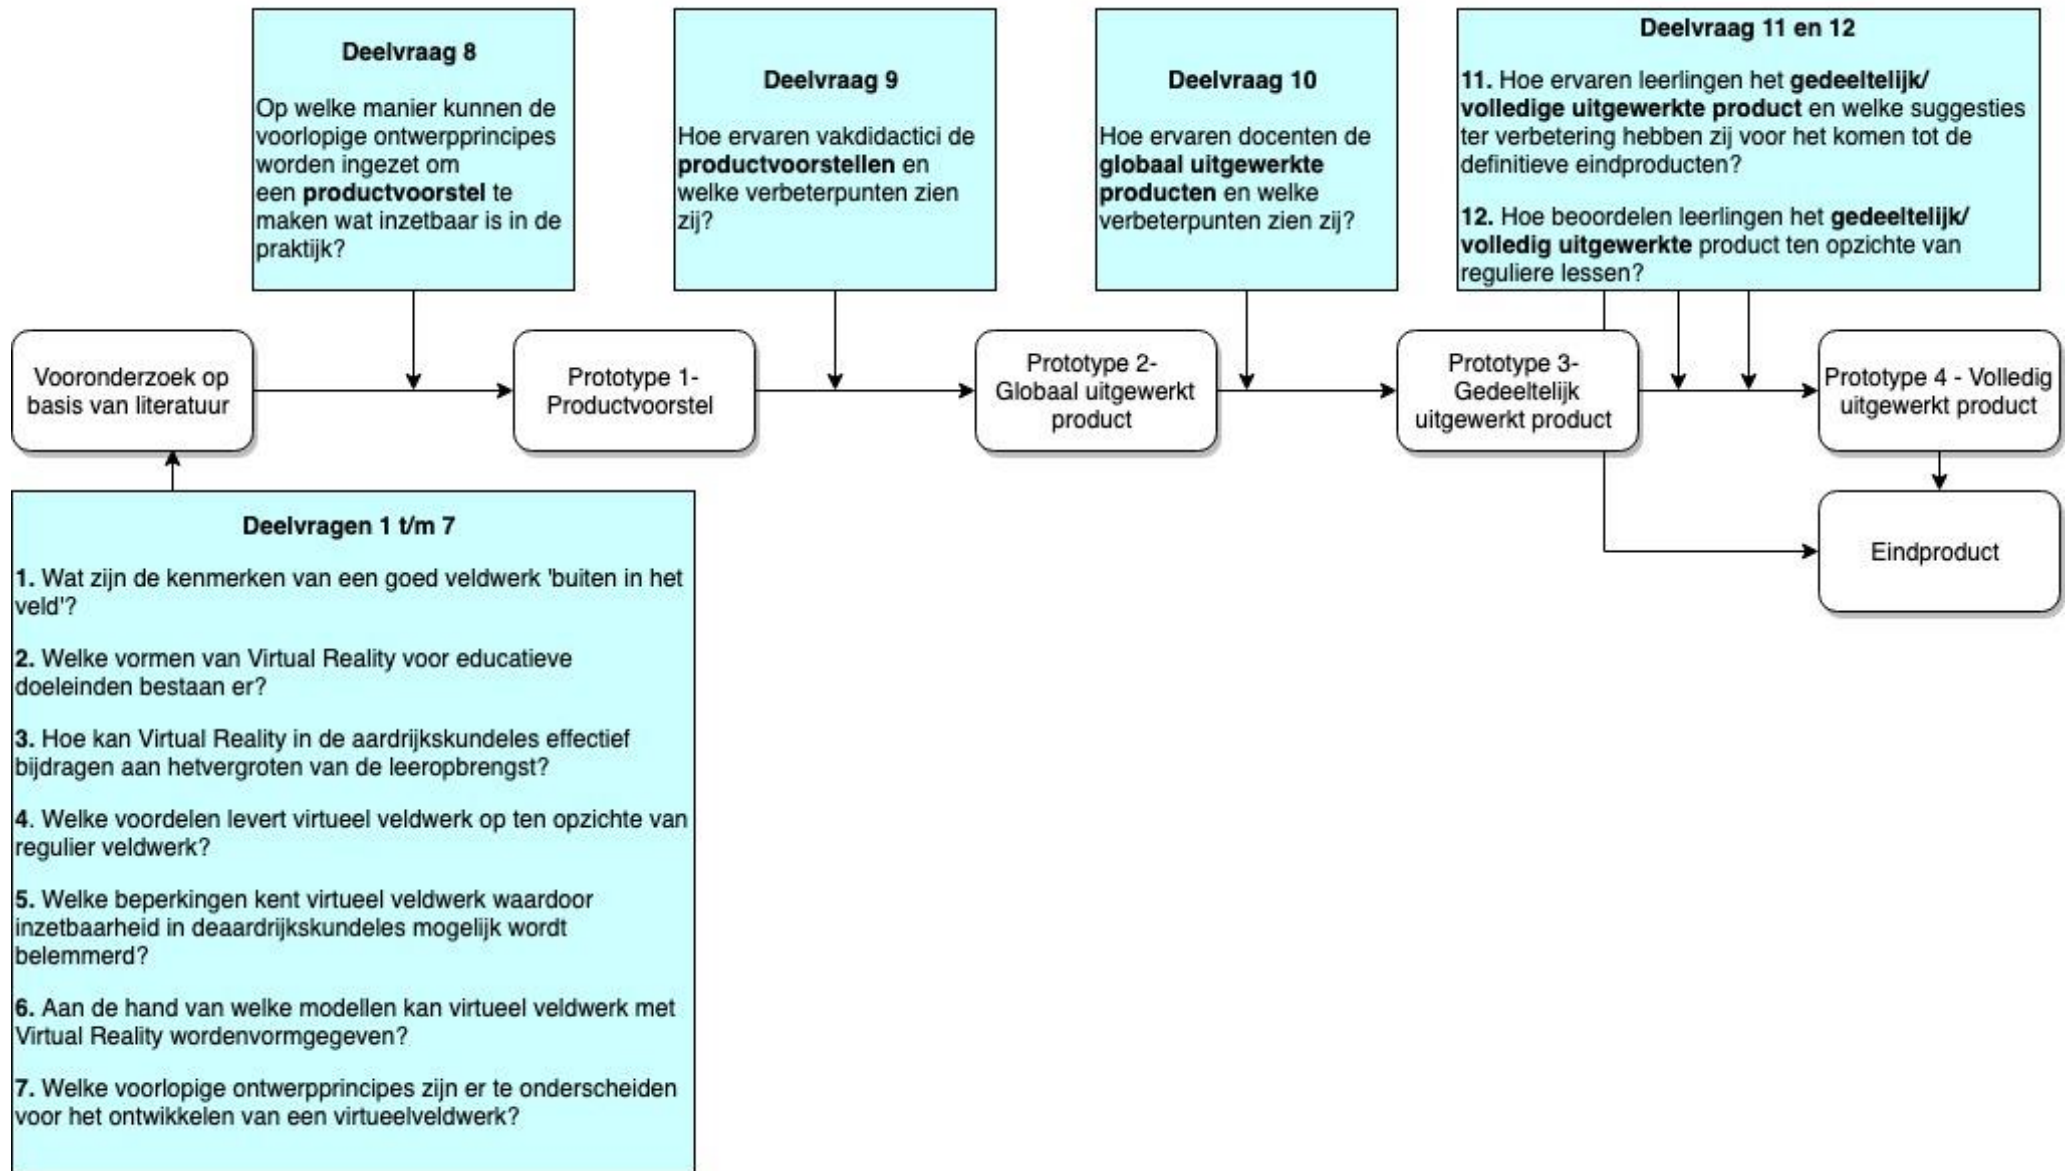 Deelvraag 8
Op welke manier kunnen de
voorlopige ontwerpprincipes
worden ingezet om
een productvoorstel te
maken wat inzetbaar is in de
praktijk?
Deelvraag 9
Hoe ervaren vakdidactici de
productvoorstellen en
welke verbeterpunten zien
zij?
Deelvraag 10
Hoe ervaren docenten de
globaal uitgewerkte
producten en welke
verbeterpunten zien zij?
Deelvraag 11 en 12
11. Hoe ervaren leerlingen het gedeeltelijk/
volledige uitgewerkte product en welke suggesties
ter verbetering hebben zij voor het komen tot de
definitieve eindproducten?
12. Hoe beoordelen leerlingen het gedeeltelijk/
volledig uitgewerkte product ten opzichte van
reguliere lessen?
Vooronderzoek op
basis van literatuur
Prototype 1-
Productvoorstel
Prototype 2-
Globaal uitgewerkt
product
Prototype 3-
Gedeeltelijk
uitgewerkt product
Prototype 4 - Volledig
uitgewerkt product
Eindproduct
Deelvragen 1 t/m 7
1. Wat zijn de kenmerken van een goed veldwerk 'buiten in het
veld'?
2. Welke vormen van Virtual Reality voor educatieve
doeleinden bestaan er?
3. Hoe kan Virtual Reality in de aardrijkskundeles effectief
bijdragen aan hetvergroten van de leeropbrengst?
4. Welke voordelen levert virtueel veldwerk op ten opzichte van
regulier veldwerk?
5. Welke beperkingen kent virtueel veldwerk waardoor
inzetbaarheid in deaardrijkskundeles mogelijk wordt
belemmerd?
6. Aan de hand van welke modellen kan virtueel veldwerk met
Virtual Reality wordenvormgegeven?
7. Welke voorlopige ontwerpprincipes zijn er te onderscheiden
voor het ontwikkelen van een virtueelveldwerk?